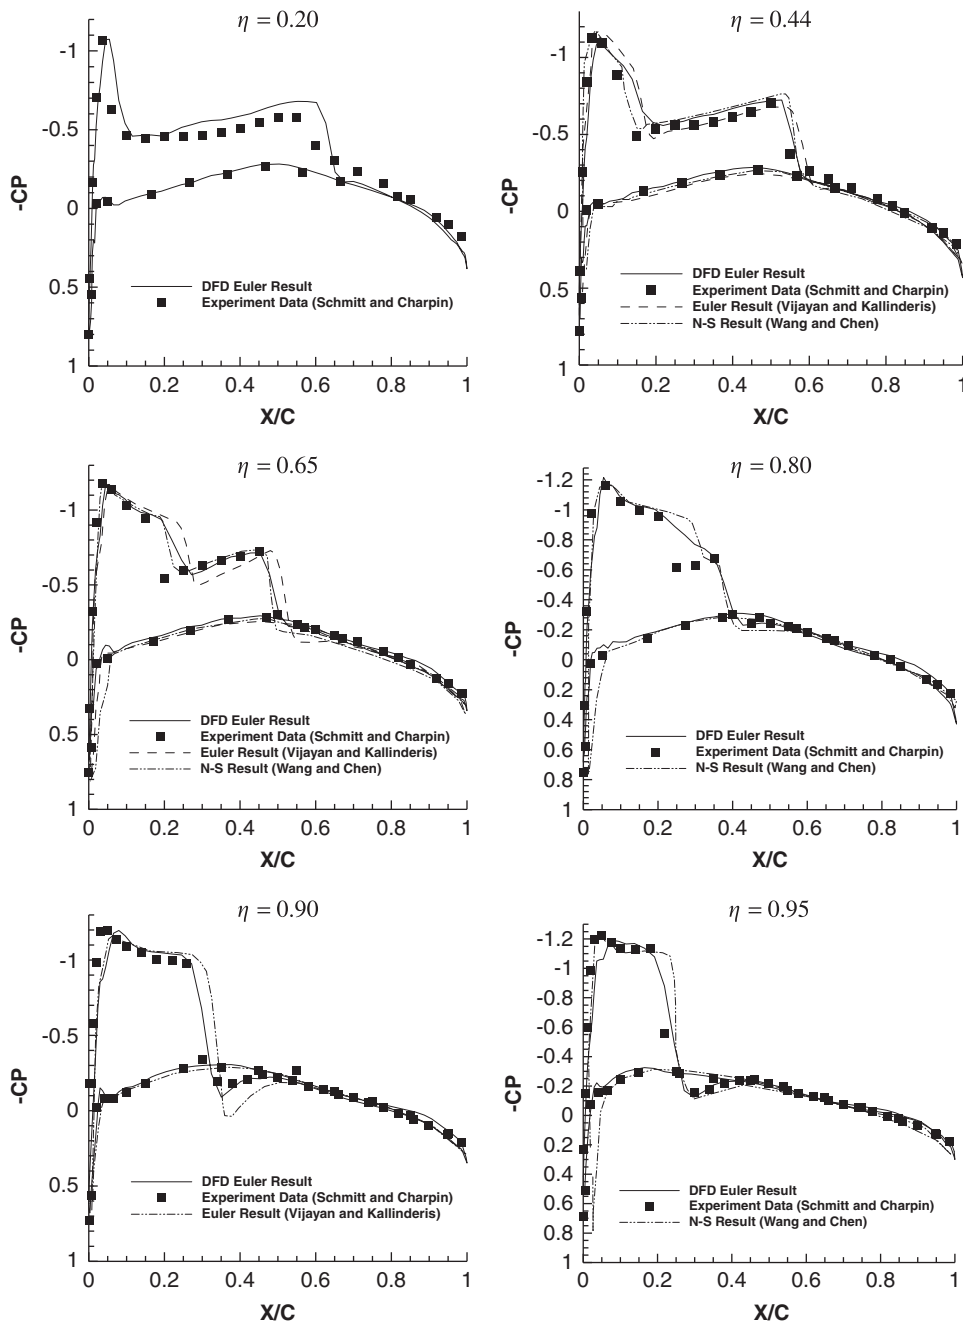 η = 0.20
-1
-0.5
0
0.5
1
-CP
0 0.2 0.4 0.6 0.8 1
X/C
DFD Euler Result
Experiment Data (Schmitt and Charpin)
η = 0.44
-1
-0.5
0
0.5
1
-CP
0 0.2 0.4 0.6 0.8 1
X/C
DFD Euler Result
Experiment Data (Schmitt and Charpin)
Euler Result (Vijayan and Kallinderis)
N-S Result (Wang and Chen)
η = 0.65
-1
-0.5
0
0.5
1
-CP
0 0.2 0.4 0.6 0.8 1
X/C
DFD Euler Result
Experiment Data (Schmitt and Charpin)
Euler Result (Vijayan and Kallinderis)
N-S Result (Wang and Chen)
η = 0.80
-1.2
-1
-0.8
-0.6
-0.4
-0.2
0
0.2
0.4
0.6
0.8
1
-CP
0 0.2 0.4 0.6 0.8 1
X/C
DFD Euler Result
Experiment Data (Schmitt and Charpin)
N-S Result (Wang and Chen)
η = 0.90
-1
-0.5
0
0.5
1
-CP
0 0.2 0.4 0.6 0.8 1
X/C
DFD Euler Result
Experiment Data (Schmitt and Charpin)
Euler Result (Vijayan and Kallinderis)
η = 0.95
-1.2
-1
-0.8
-0.6
-0.4
-0.2
0
0.2
0.4
0.6
0.8
1
-CP
0 0.2 0.4 0.6 0.8 1
X/C
DFD Euler Result
Experiment Data (Schmitt and Charpin)
N-S Result (Wang and Chen)